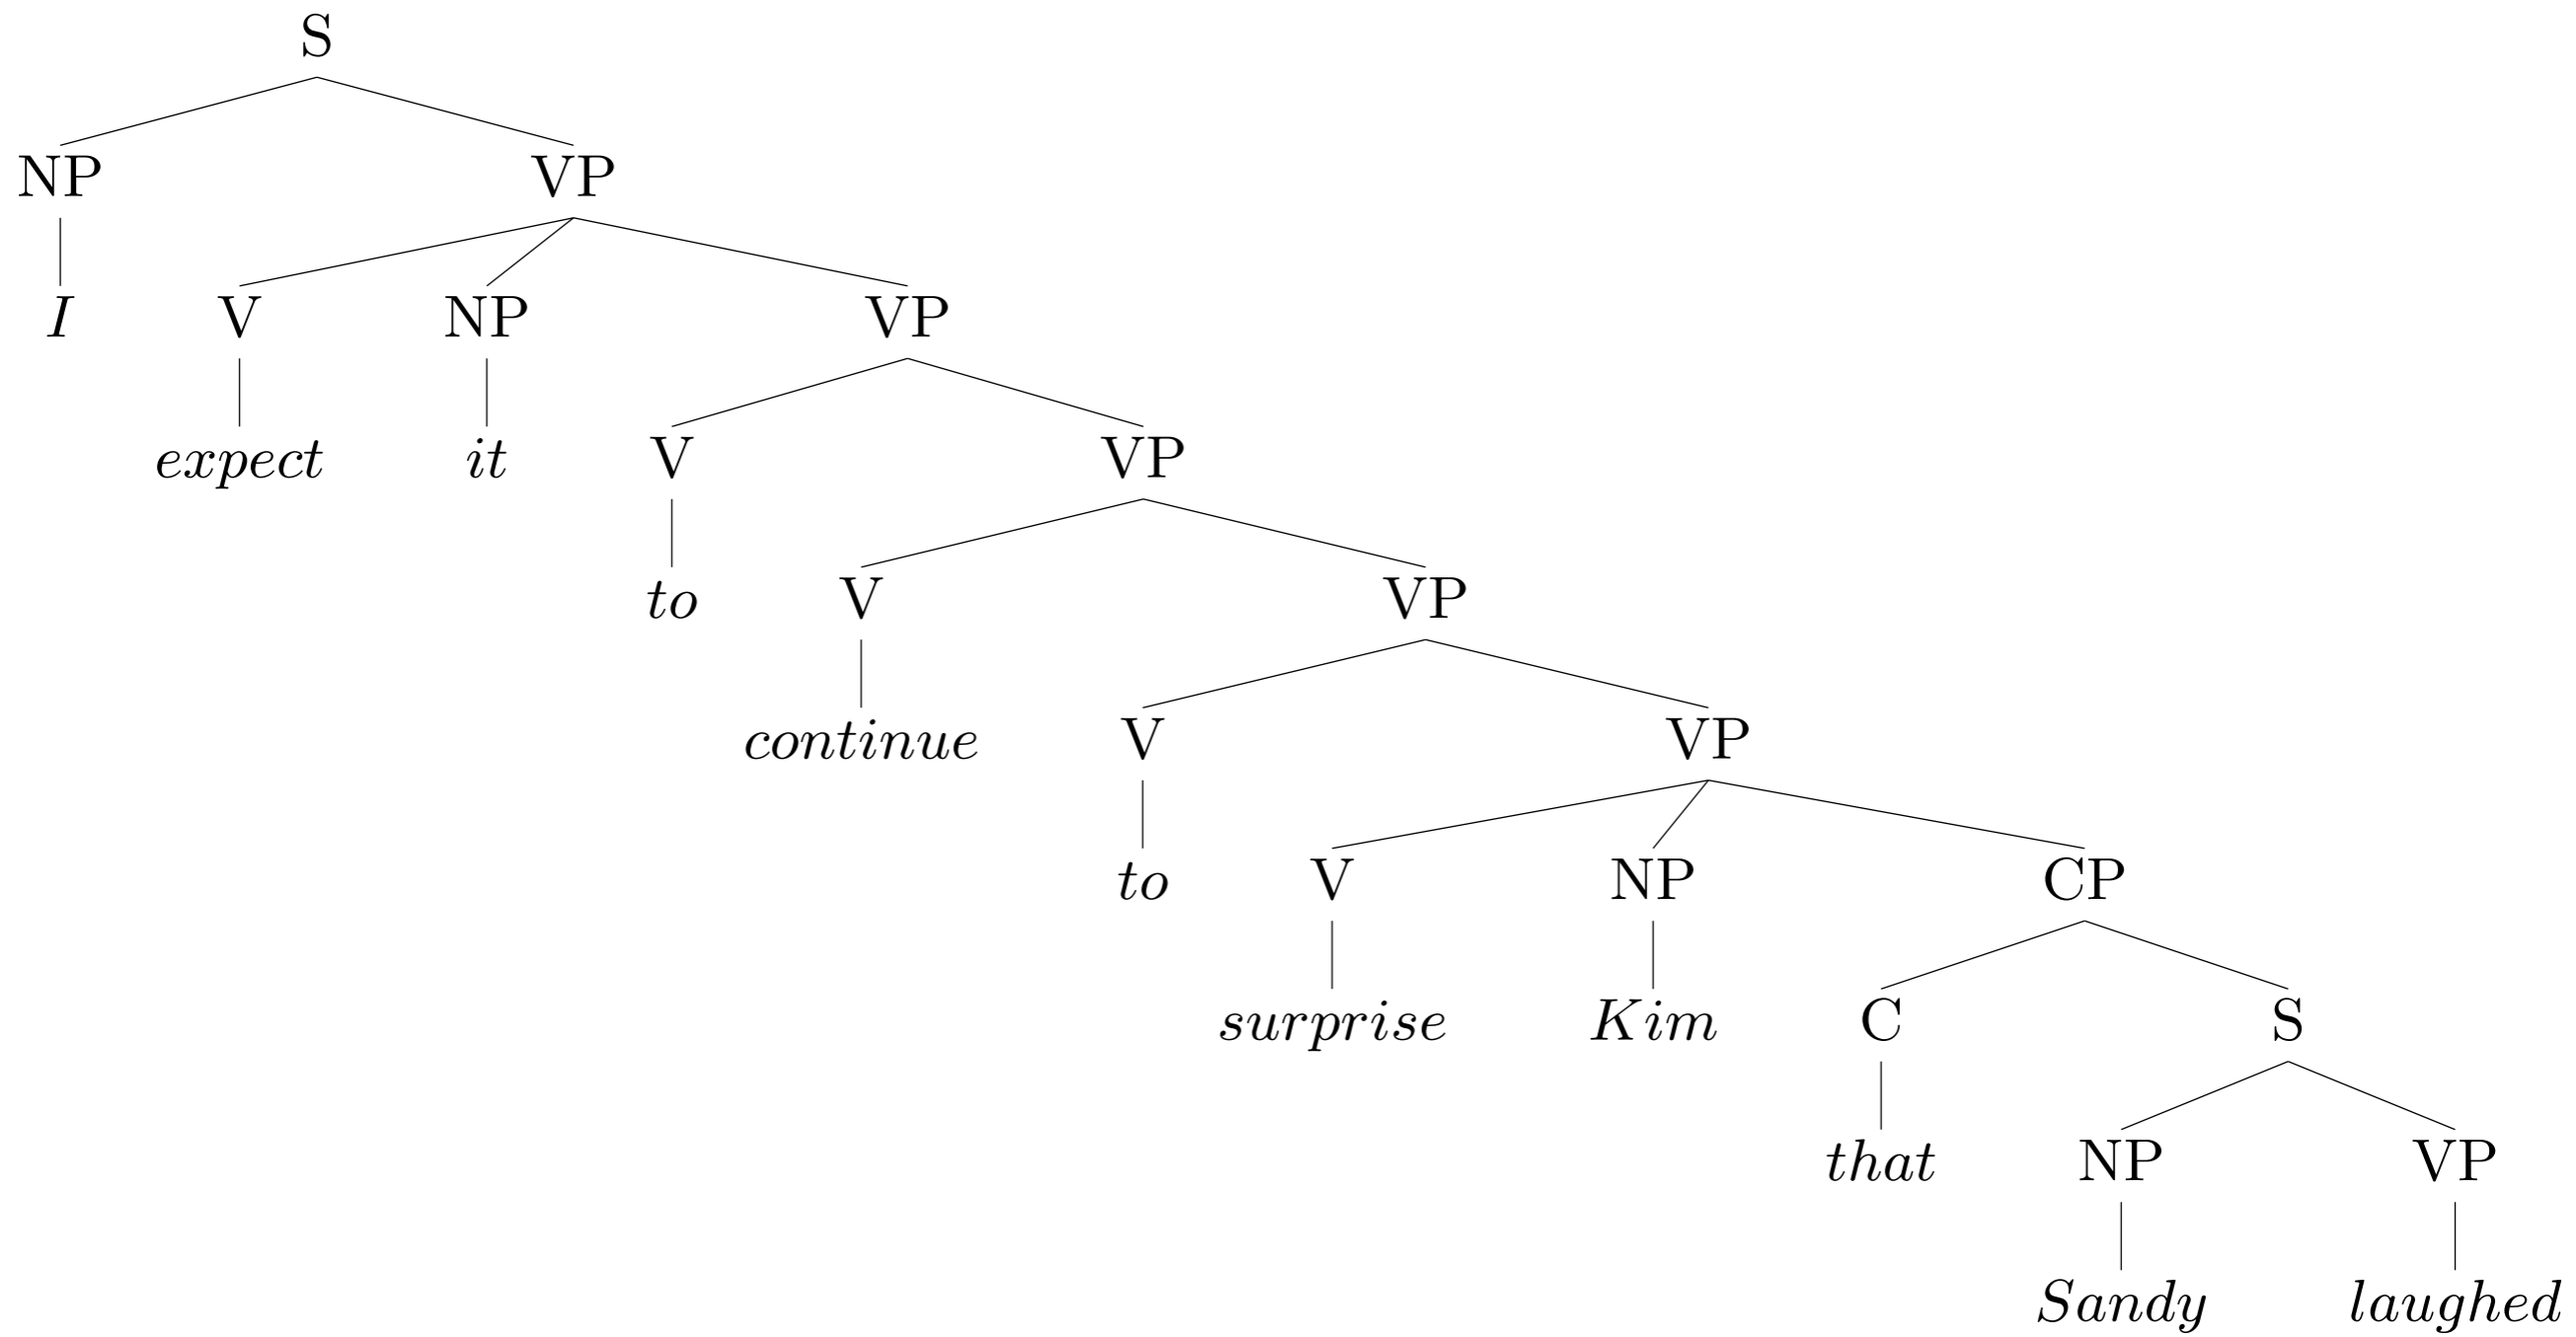 S
NP VP
I V NP VP
expect it V VP
to V VP
continue V VP
to V NP CP
surprise Kim C S
that NP VP
Sandy laughed